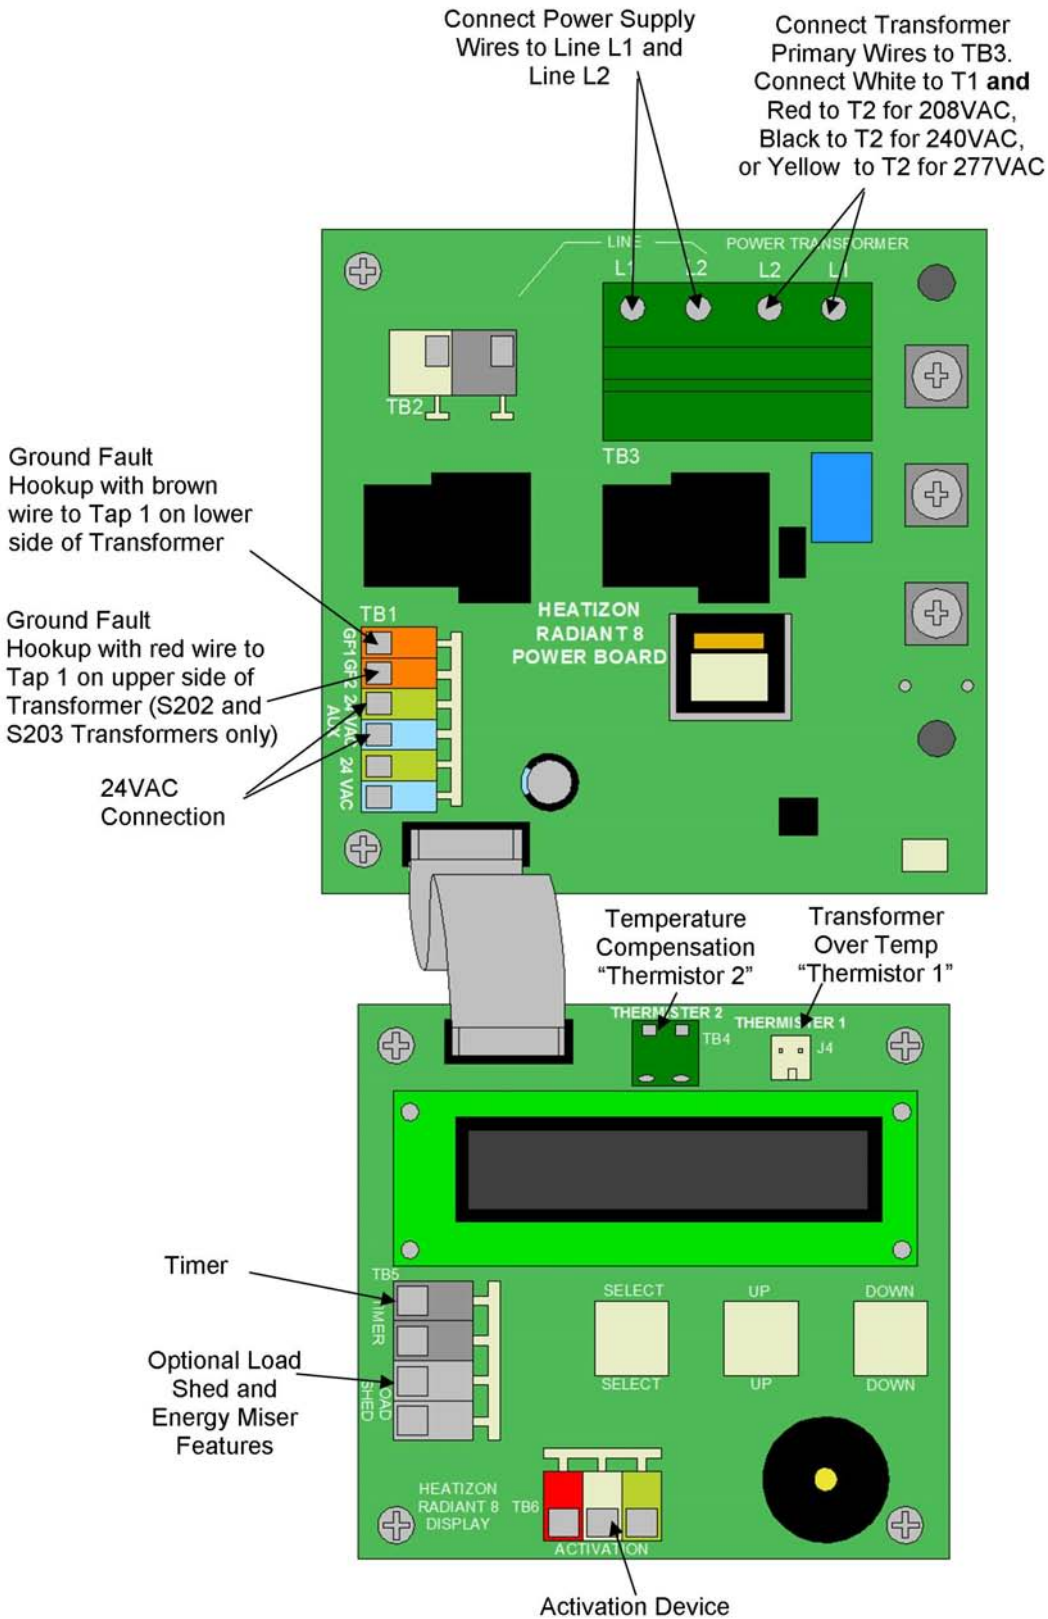 Connect Power Supply
Wires to Line L1 and
Line L2
Connect Transformer
Primary Wires to TB3.
Connect White to T1 and
Red to T2 for 208VAC,
Black to T2 for 240VAC,
or Yellow to T2 for 277VAC
LINE
POWER TRANSFORMER
L1
L2
L2
L1
TB2
TB3
Ground Fault
Hookup with brown
wire to Tap 1 on lower
side of Transformer
Ground Fault
Hookup with red wire to
Tap 1 on upper side of
Transformer (S202 and
S203 Transformers only)
24VAC
Connection
TB1
GF1 GF2 24 VAC 24 VAC
AUX
HEATIZON
RADIANT 8
POWER BOARD
Temperature
Compensation
“Thermistor 2”
Transformer
Over Temp
“Thermistor 1”
THERMISTER 2
TB4
THERMISTER 1
J4
Timer
TB5
TIMER
Optional Load
Shed and
Energy Miser
Features
LOAD
SHED
SELECT
UP
DOWN
SELECT
UP
DOWN
HEATIZON
RADIANT 8
DISPLAY
TB6
ACTIVATION
Activation Device